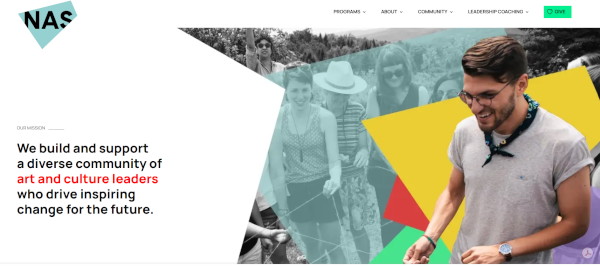 NAS
PROGRAMS
ABOUT
COMMUNITY
LEADERSHIP COACHING
GIVE
OUR MISSION
We build and support
a diverse community of
art and culture leaders
who drive inspiring
change for the future.